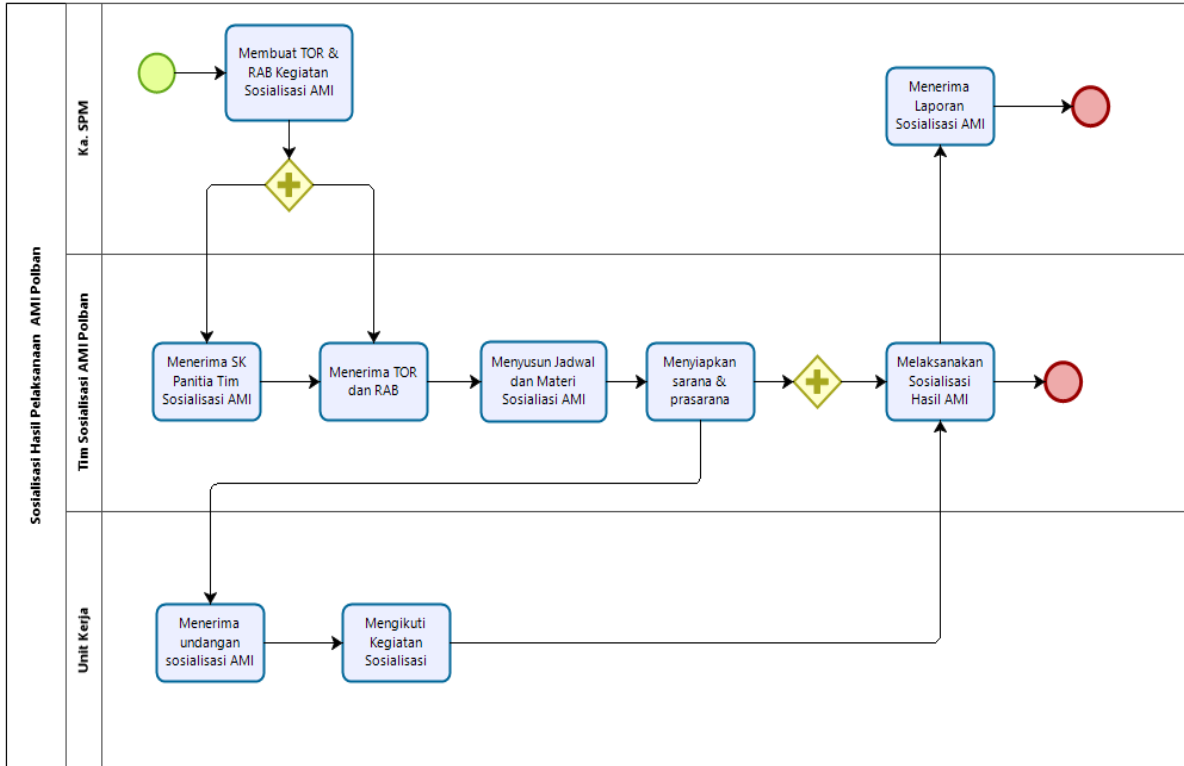 Sosialisasi Hasil Pelaksanaan AMI Polban
Ka. SPM
Membuat TOR &
RAB Kegiatan
Sosialisasi AMI
Menerima
Laporan
Sosialisasi AMI
Tim Sosialisasi AMI Polban
Menerima SK
Panitia Tim
Sosialisasi AMI
Menerima TOR
dan RAB
Menyusun Jadwal
dan Materi
Sosialiasi AMI
Menyiapkan
sarana &
prasarana
Melaksanakan
Sosialisasi
Hasil AMI
Unit Kerja
Menerima
undangan
sosialisasi AMI
Mengikuti
Kegiatan
Sosialisasi